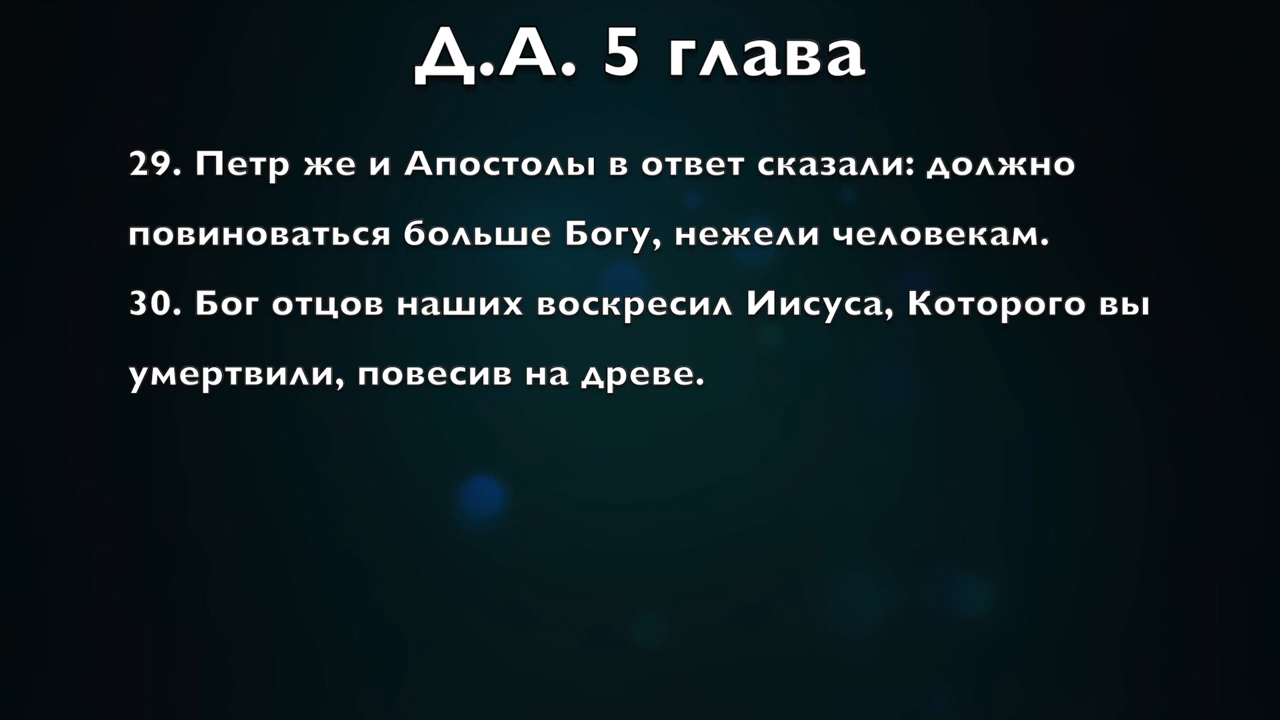 Д.А. 5 глава
29. Петр же и Апостолы в ответ сказали: должно
повиноваться больше Богу, нежели человекам.
30. Бог отцов наших воскресил Иисуса, Которого вы
умертвили, повесив на древе.